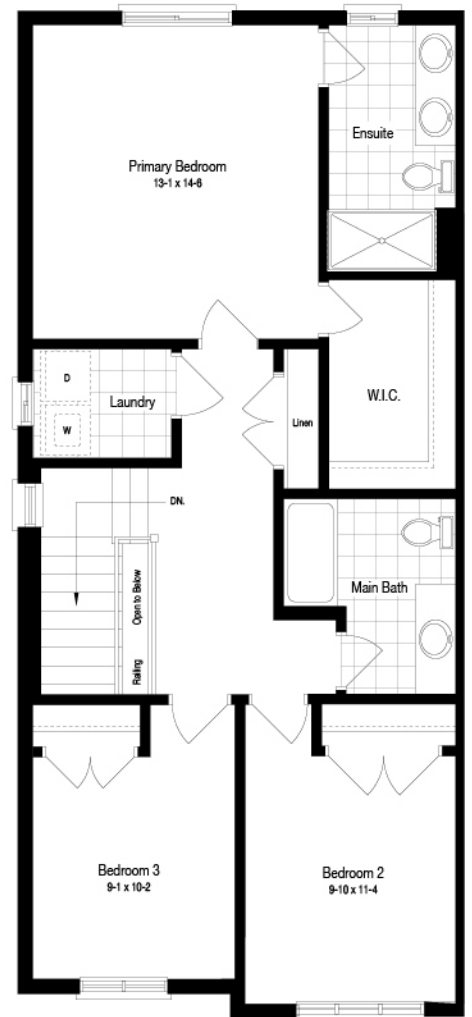 Ensuite
Primary Bedroom
13-1 x 14-6
D
Laundry
W
W.I.C.
Linen
DN.
Open to Below
Railing
Main Bath
Bedroom 3
9-1 x 10-2
Bedroom 2
9-10 x 11-4